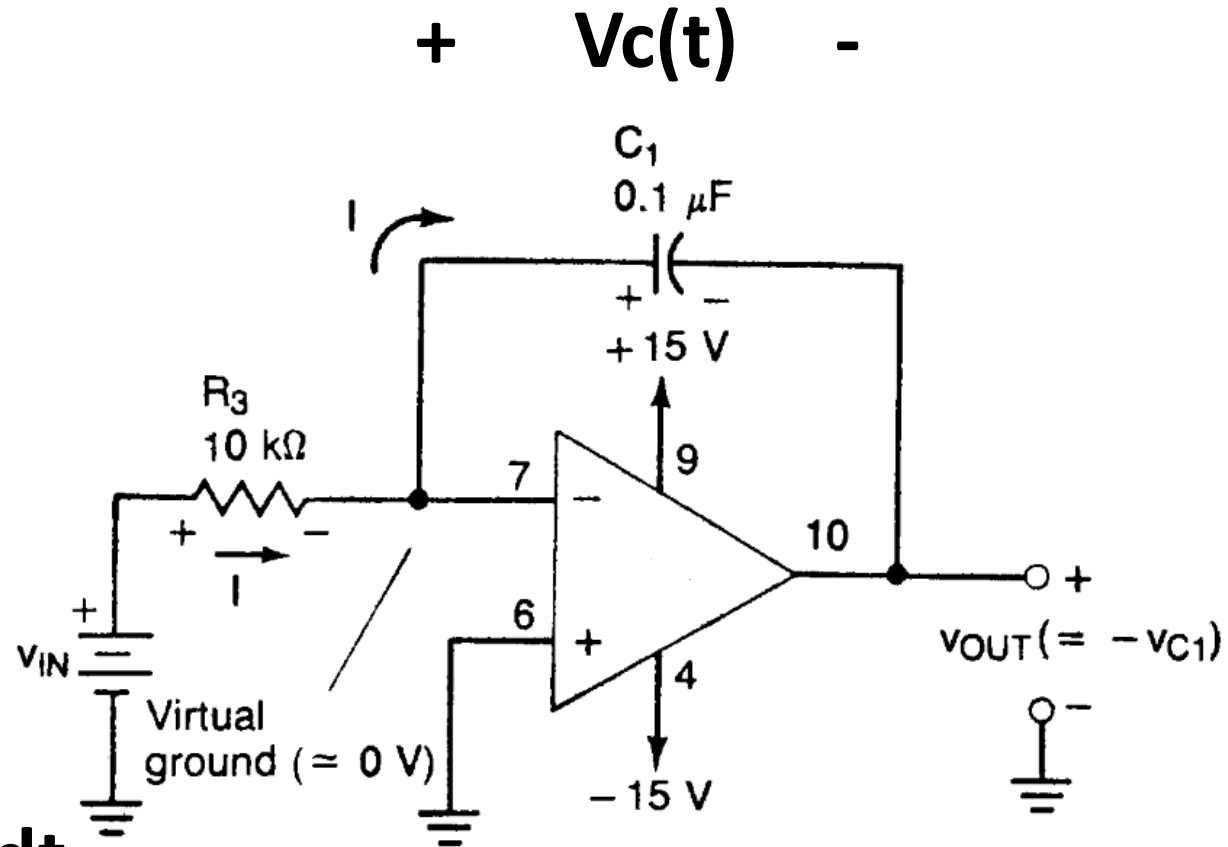 + Vc(t) -
C₁
0.1 μF
I
+ −
+ 15 V
R₃
10 kΩ
9
7
−
+ −
I
10
+
6
+
+
vIN
vOUT(= −vC1)
4
−
Virtual
ground (≃ 0 V)
− 15 V
dt